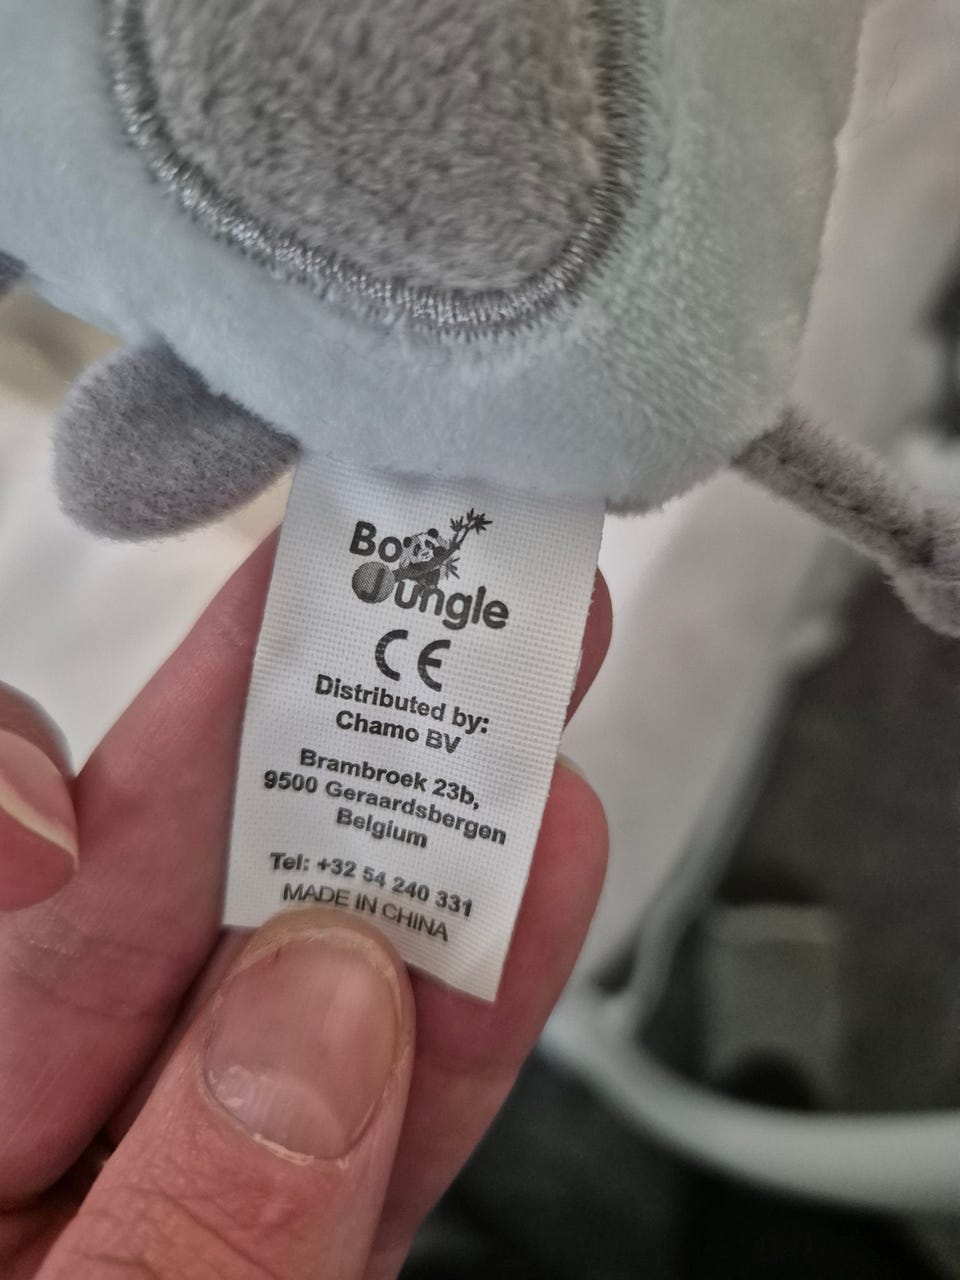 Bo
Jungle
CE
Distributed by:
Chamo BV
Brambroek 23b,
9500 Geraardsbergen
Belgium
Tel: +32 54 240 331
MADE IN CHINA